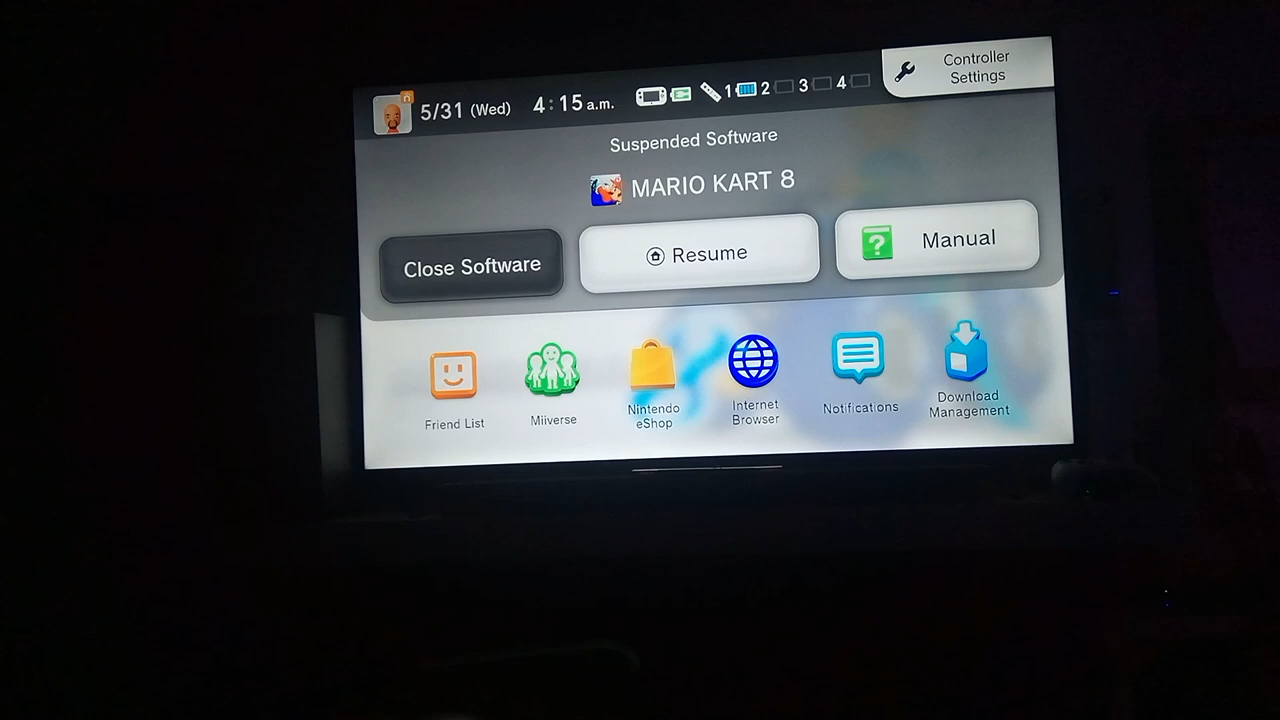 5/31 (Wed) 4:15 a.m. 1 2 3 4
Controller
Settings
Suspended Software
MARIO KART 8
Close Software
Resume
? Manual
Friend List
Miiverse
Nintendo
eShop
Internet
Browser
Notifications
Download
Management